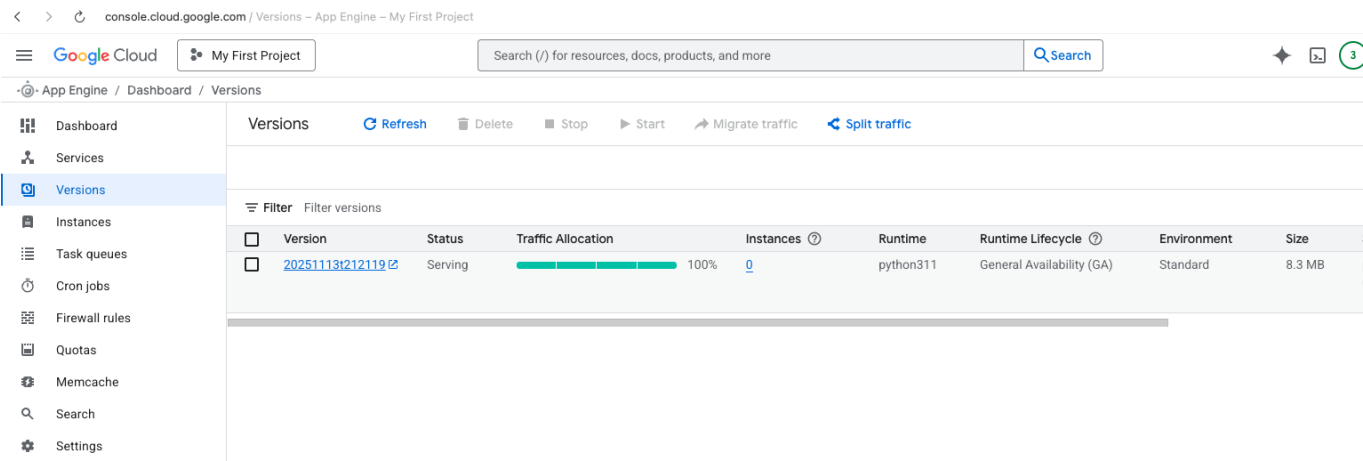 console.cloud.google.com / Versions – App Engine – My First Project
Google Cloud My First Project Search (/) for resources, docs, products, and more Search 3
App Engine / Dashboard / Versions
Dashboard
Services
Versions
Instances
Task queues
Cron jobs
Firewall rules
Quotas
Memcache
Search
Settings
Versions Refresh Delete Stop Start Migrate traffic Split traffic
Filter Filter versions
Version Status Traffic Allocation Instances Runtime Runtime Lifecycle Environment Size
20251113t212119 Serving 100% 0 python311 General Availability (GA) Standard 8.3 MB